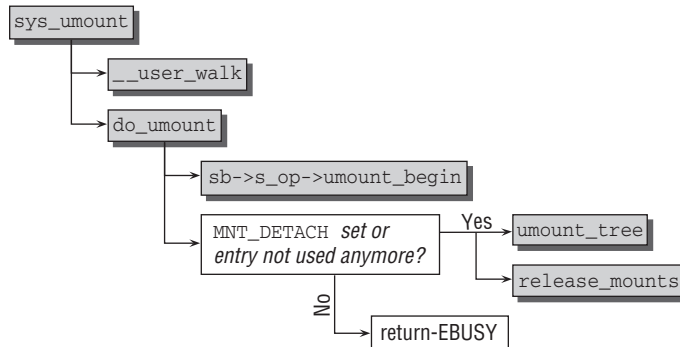 sys_umount
__user_walk
do_umount
sb->s_op->umount_begin
MNT_DETACH set or
entry not used anymore?
Yes
umount_tree
release_mounts
No
return-EBUSY